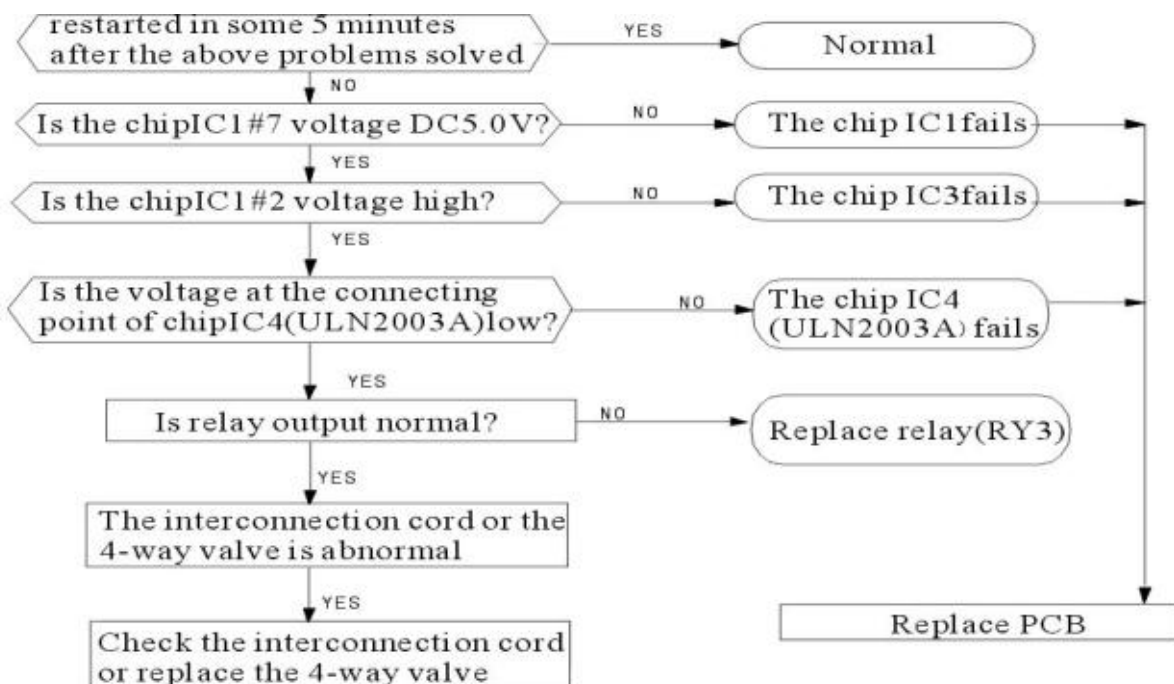 restarted in some 5 minutes
after the above problems solved
YES
Normal
NO
Is the chipIC1#7 voltage DC5.0V?
NO
The chip IC1fails
YES
Is the chipIC1#2 voltage high?
NO
The chip IC3fails
YES
Is the voltage at the connecting
point of chipIC4(ULN2003A)low?
NO
The chip IC4
(ULN2003A) fails
YES
Is relay output normal?
NO
Replace relay(RY3)
YES
The interconnection cord or the
4-way valve is abnormal
YES
Replace PCB
Check the interconnection cord
or replace the 4-way valve